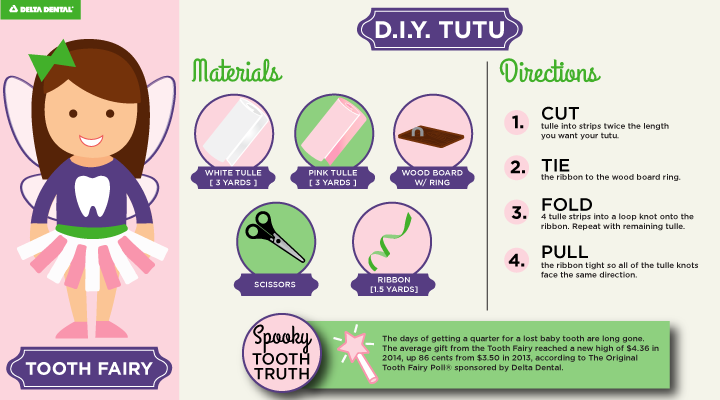 DELTA DENTAL
D.I.Y. TUTU
Materials
WHITE TULLE
[ 3 YARDS ]
PINK TULLE
[ 3 YARDS ]
WOOD BOARD
W/ RING
SCISSORS
RIBBON
[1.5 YARDS]
Directions
1. CUT
tulle into strips twice the length
you want your tutu.
2. TIE
the ribbon to the wood board ring.
3. FOLD
4 tulle strips into a loop knot onto the
ribbon. Repeat with remaining tulle.
4. PULL
the ribbon tight so all of the tulle knots
face the same direction.
TOOTH FAIRY
Spooky
TOOTH
TRUTH
The days of getting a quarter for a lost baby tooth are long gone.
The average gift from the Tooth Fairy reached a new high of $4.36 in
2014, up 86 cents from $3.50 in 2013, according to The Original
Tooth Fairy Poll® sponsored by Delta Dental.